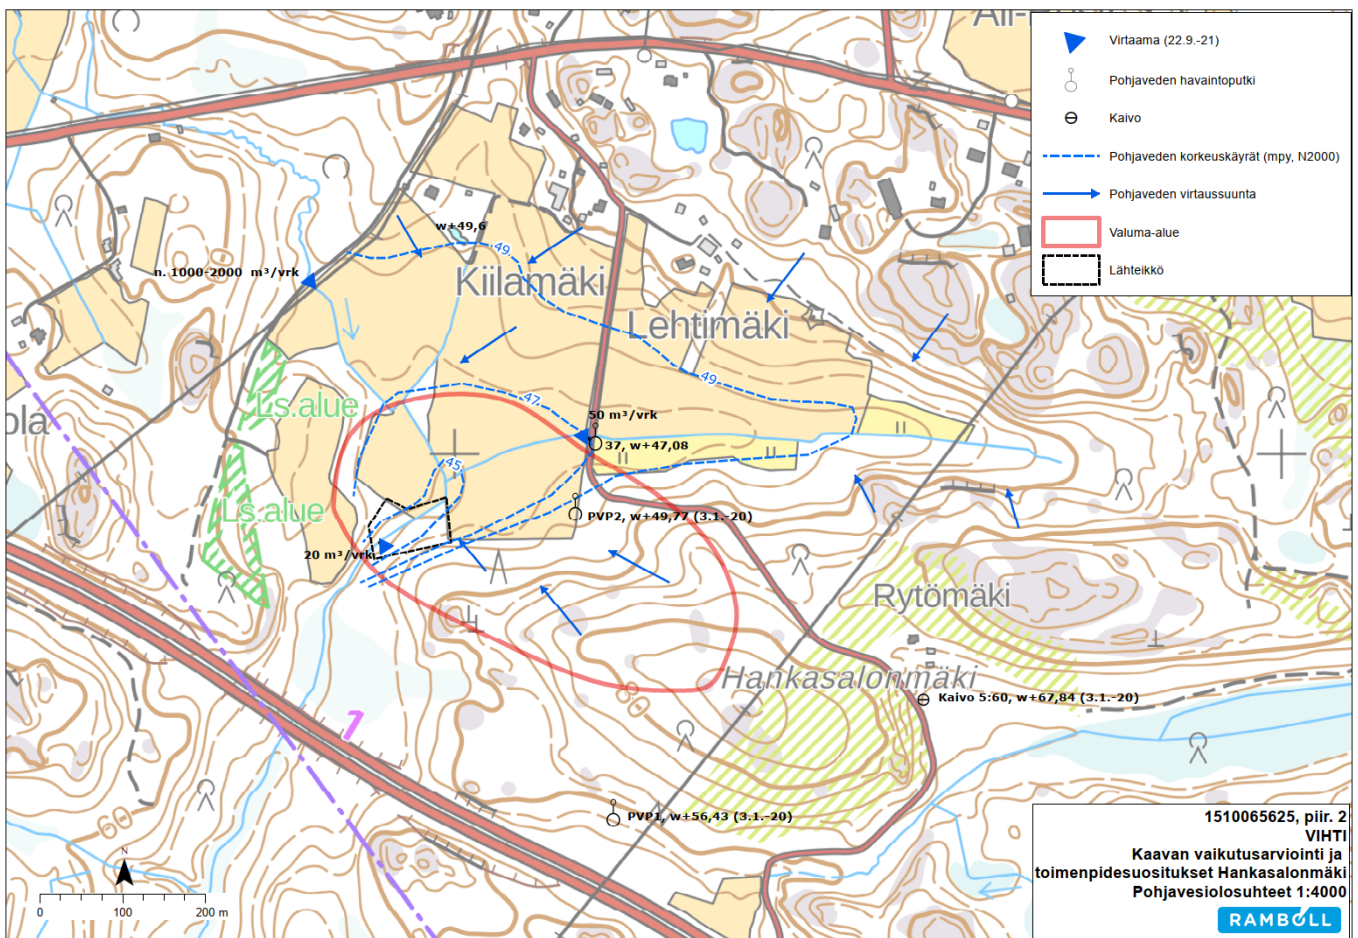 Virtaama (22.9.-21)
Pohjaveden havaintoputki
Kaivo
Pohjaveden korkeuskäyrät (mpy, N2000)
Pohjaveden virtaussuunta
Valuma-alue
Lähteikkö
w+49,6
49
n. 1000-2000 m³/vrk
Kiilamäki
Lehtimäki
49
47
Ls.alue
50 m³/vrk
37, w+47,08
45
Ls.alue
PVP2, w+49,77 (3.1.-20)
20 m³/vrk
Rytömäki
Hankasalonmäki
60
Kaivo 5:60, w+67,84 (3.1.-20)
1
PVP1, w+56,43 (3.1.-20)
60
N
0 100 200 m
1510065625, piir. 2
VIHTI
Kaavan vaikutusarviointi ja
toimenpidesuositukset Hankasalonmäki
Pohjavesiolosuhteet 1:4000
RAMBOLL